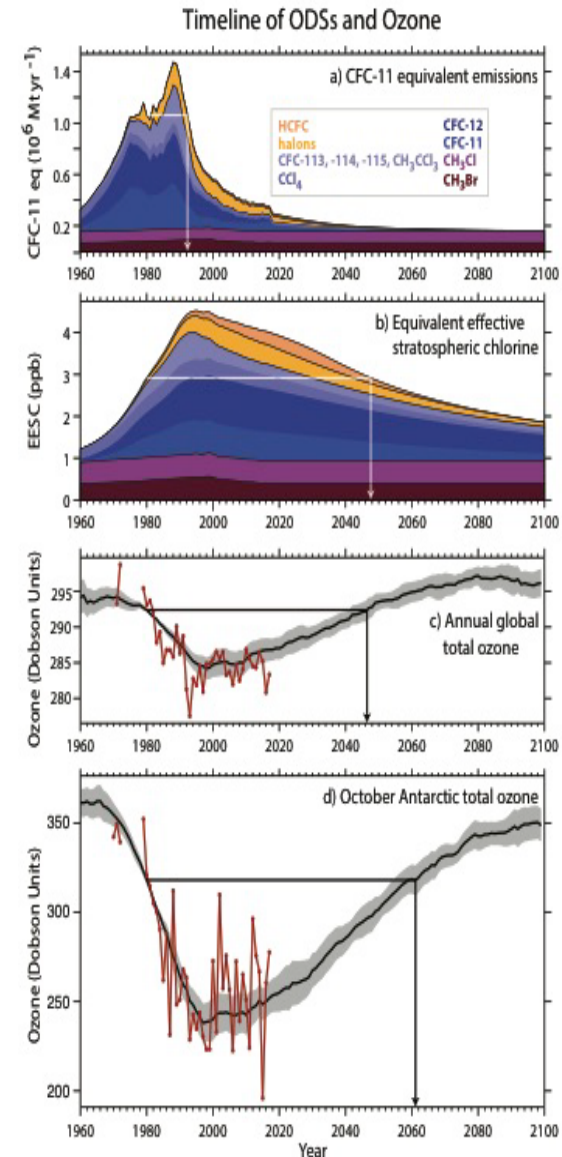 Timeline of ODSs and Ozone
a) CFC-11 equivalent emissions
CFC-11 eq (10⁶ Mt yr⁻¹)
1.4
1.0
0.6
0.2
HCFC
halons
CFC-113, -114, -115, CH₃CCl₃
CCl₄
CFC-12
CFC-11
CH₃Cl
CH₃Br
1960 1980 2000 2020 2040 2060 2080 2100
b) Equivalent effective
stratospheric chlorine
EESC (ppb)
4
3
2
1
0
1960 1980 2000 2020 2040 2060 2080 2100
c) Annual global
total ozone
Ozone (Dobson Units)
295
290
285
280
1960 1980 2000 2020 2040 2060 2080 2100
d) October Antarctic total ozone
Ozone (Dobson Units)
350
300
250
200
1960 1980 2000 2020 2040 2060 2080 2100
Year